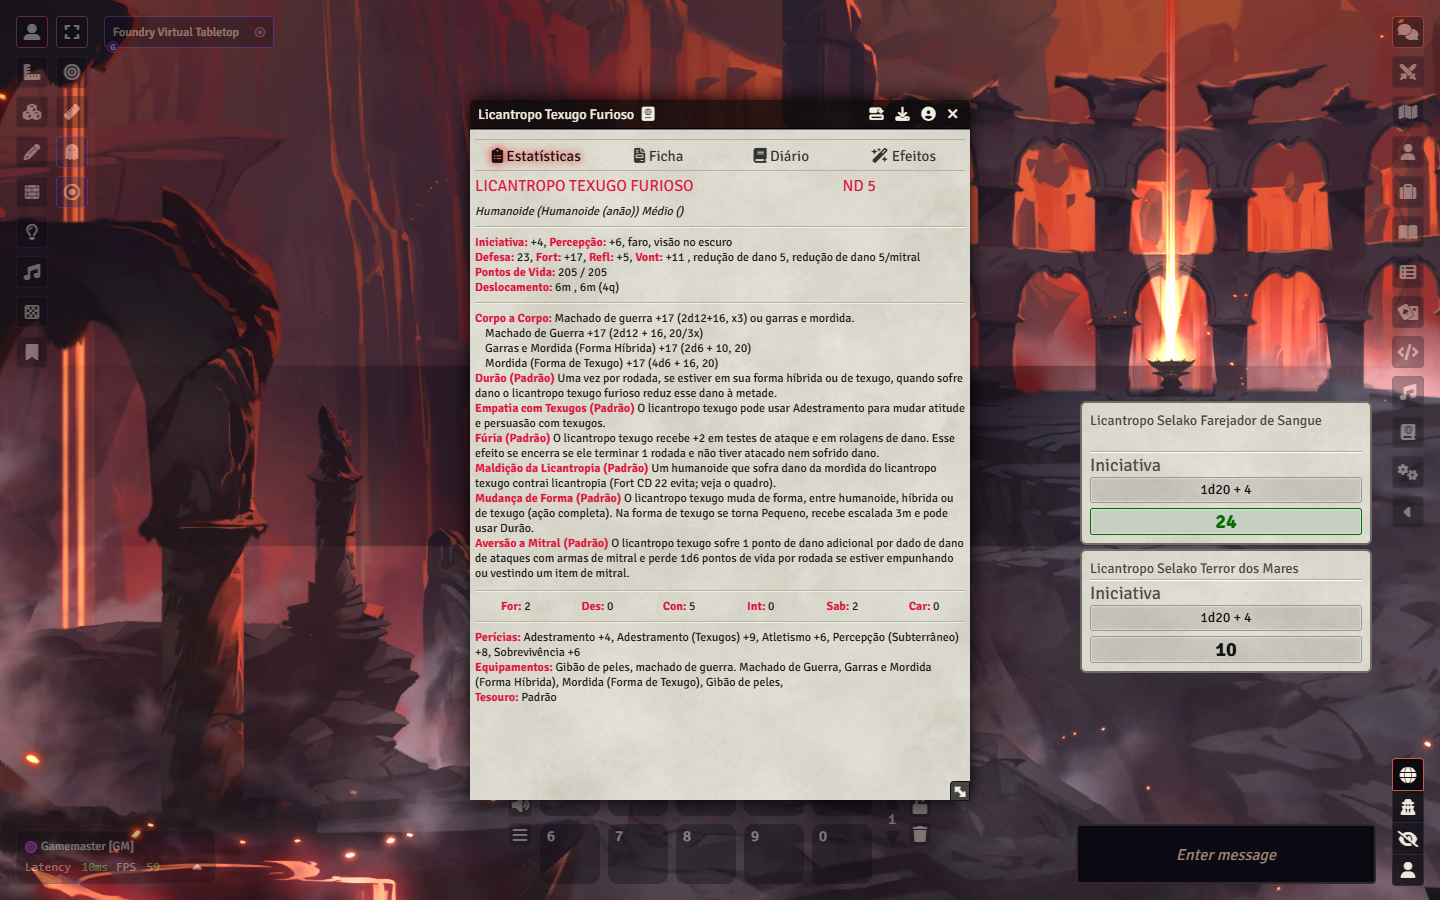 Foundry Virtual Tabletop
G
Licantropo Texugo Furioso
Estatísticas
Ficha
Diário
Efeitos
LICANTROPO TEXUGO FURIOSO
ND 5
Humanoide (Humanoide (anão)) Médio ()
Iniciativa: +4, Percepção: +6, faro, visão no escuro
Defesa: 23, Fort: +17, Refl: +5, Vont: +11 , redução de dano 5, redução de dano 5/mitral
Pontos de Vida: 205 / 205
Deslocamento: 6m , 6m (4q)
Corpo a Corpo: Machado de guerra +17 (2d12+16, x3) ou garras e mordida.
Machado de Guerra +17 (2d12 + 16, 20/3x)
Garras e Mordida (Forma Híbrida) +17 (2d6 + 10, 20)
Mordida (Forma de Texugo) +17 (4d6 + 16, 20)
Durão (Padrão) Uma vez por rodada, se estiver em sua forma híbrida ou de texugo, quando sofre
dano o licantropo texugo furioso reduz esse dano à metade.
Empatia com Texugos (Padrão) O licantropo texugo pode usar Adestramento para mudar atitude
e persuasão com texugos.
Fúria (Padrão) O licantropo texugo recebe +2 em testes de ataque e em rolagens de dano. Esse
efeito se encerra se ele terminar 1 rodada e não tiver atacado nem sofrido dano.
Maldição da Licantropia (Padrão) Um humanoide que sofra dano da mordida do licantropo
texugo contrai licantropia (Fort CD 22 evita; veja o quadro).
Mudança de Forma (Padrão) O licantropo texugo muda de forma, entre humanoide, híbrida ou
de texugo (ação completa). Na forma de texugo se torna Pequeno, recebe escalada 3m e pode
usar Durão.
Aversão a Mitral (Padrão) O licantropo texugo sofre 1 ponto de dano adicional por dado de dano
de ataques com armas de mitral e perde 1d6 pontos de vida por rodada se estiver empunhando
ou vestindo um item de mitral.
For: 2 Des: 0 Con: 5 Int: 0 Sab: 2 Car: 0
Perícias: Adestramento +4, Adestramento (Texugos) +9, Atletismo +6, Percepção (Subterrâneo)
+8, Sobrevivência +6
Equipamentos: Gibão de peles, machado de guerra. Machado de Guerra, Garras e Mordida
(Forma Híbrida), Mordida (Forma de Texugo), Gibão de peles,
Tesouro: Padrão
Licantropo Selako Farejador de Sangue
Iniciativa
1d20 + 4
24
Licantropo Selako Terror dos Mares
Iniciativa
1d20 + 4
10
Enter message
6 7 8 9 0
1
Gamemaster [GM]
Latency 10ms FPS 59